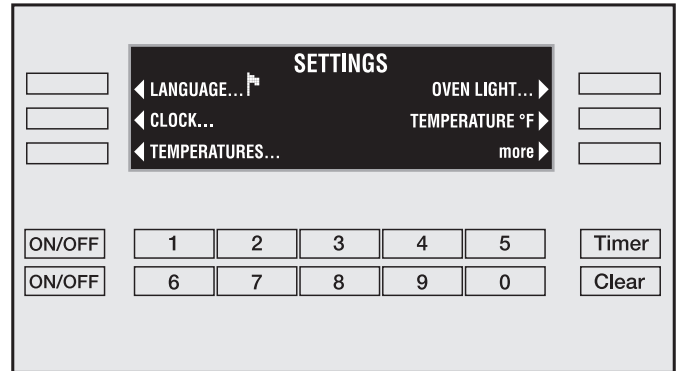 SETTINGS
LANGUAGE... OVEN LIGHT...
CLOCK... TEMPERATURE °F
TEMPERATURES... more
ON/OFF 1 2 3 4 5 Timer
ON/OFF 6 7 8 9 0 Clear